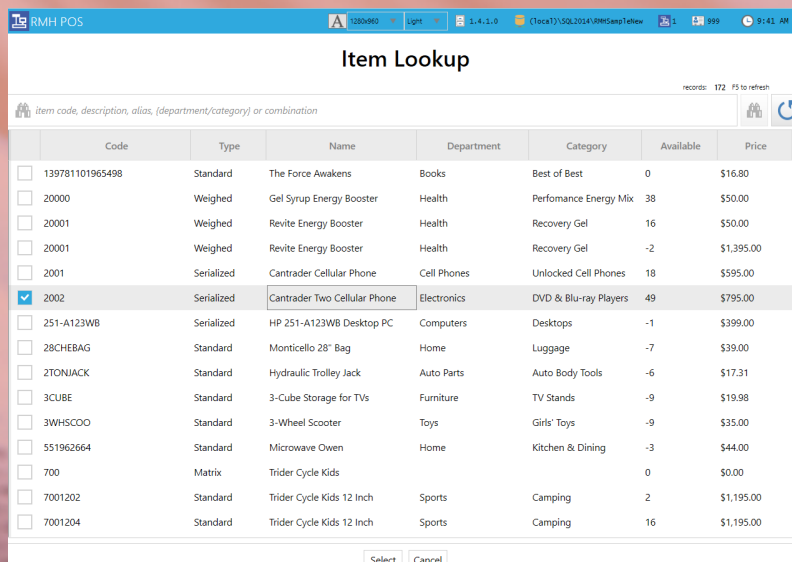 RMH POS A 1280x960 Light 1.4.1.0 (local)\SQL2014\RMHSampleNew 1 999 9:41 AM
Item Lookup
records: 172 F5 to refresh
item code, description, alias, {department/category} or combination
Code Type Name Department Category Available Price
139781101965498 Standard The Force Awakens Books Best of Best 0 $16.80
20000 Weighed Gel Syrup Energy Booster Health Perfomance Energy Mix 38 $50.00
20001 Weighed Revite Energy Booster Health Recovery Gel 16 $50.00
20001 Weighed Revite Energy Booster Health Recovery Gel -2 $1,395.00
2001 Serialized Cantrader Cellular Phone Cell Phones Unlocked Cell Phones 18 $595.00
2002 Serialized Cantrader Two Cellular Phone Electronics DVD & Blu-ray Players 49 $795.00
251-A123WB Serialized HP 251-A123WB Desktop PC Computers Desktops -1 $399.00
28CHEBAG Standard Monticello 28" Bag Home Luggage -7 $39.00
2TONJACK Standard Hydraulic Trolley Jack Auto Parts Auto Body Tools -6 $17.31
3CUBE Standard 3-Cube Storage for TVs Furniture TV Stands -9 $19.98
3WHSCOO Standard 3-Wheel Scooter Toys Girls' Toys -9 $35.00
551962664 Standard Microwave Owen Home Kitchen & Dining -3 $44.00
700 Matrix Trider Cycle Kids 0 $0.00
7001202 Standard Trider Cycle Kids 12 Inch Sports Camping 2 $1,195.00
7001204 Standard Trider Cycle Kids 12 Inch Sports Camping 16 $1,195.00
Select Cancel